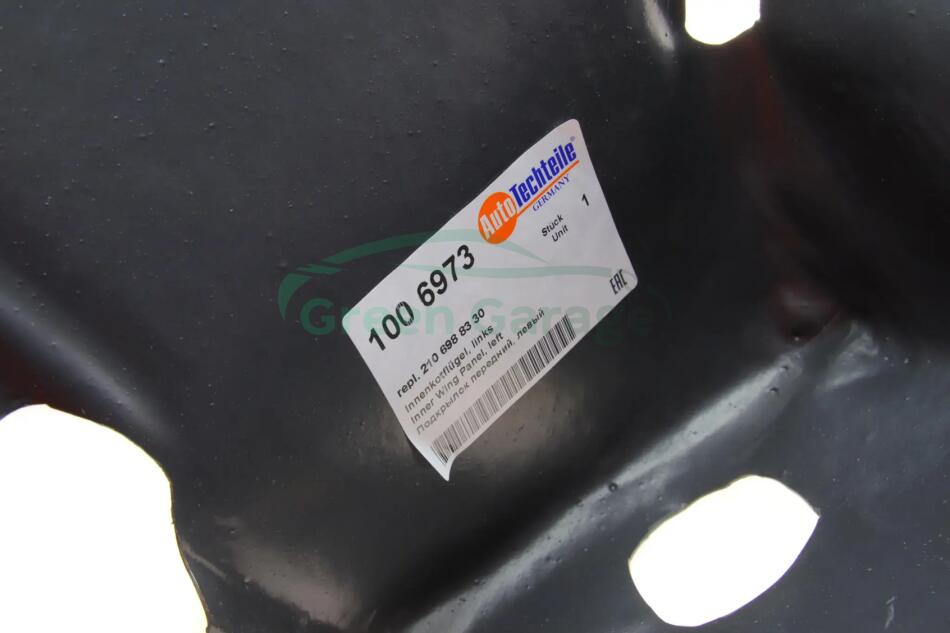 AutoTechteile®
GERMANY
100 6973
Stück 1
Unit
repl. 210 698 83 30
Innenkotflügel, links
Inner Wing Panel, left
Подкрылок передний, левый
EAC
Green Garage